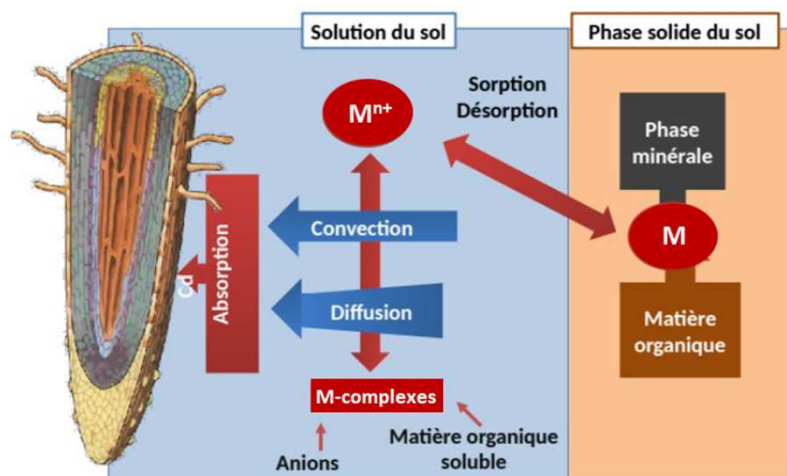 Solution du sol
Phase solide du sol
Sorption
Désorption
Mⁿ⁺
Phase
minérale
M
Convection
Absorption
Cd
Diffusion
Matière
organique
M-complexes
Matière organique
soluble
Anions